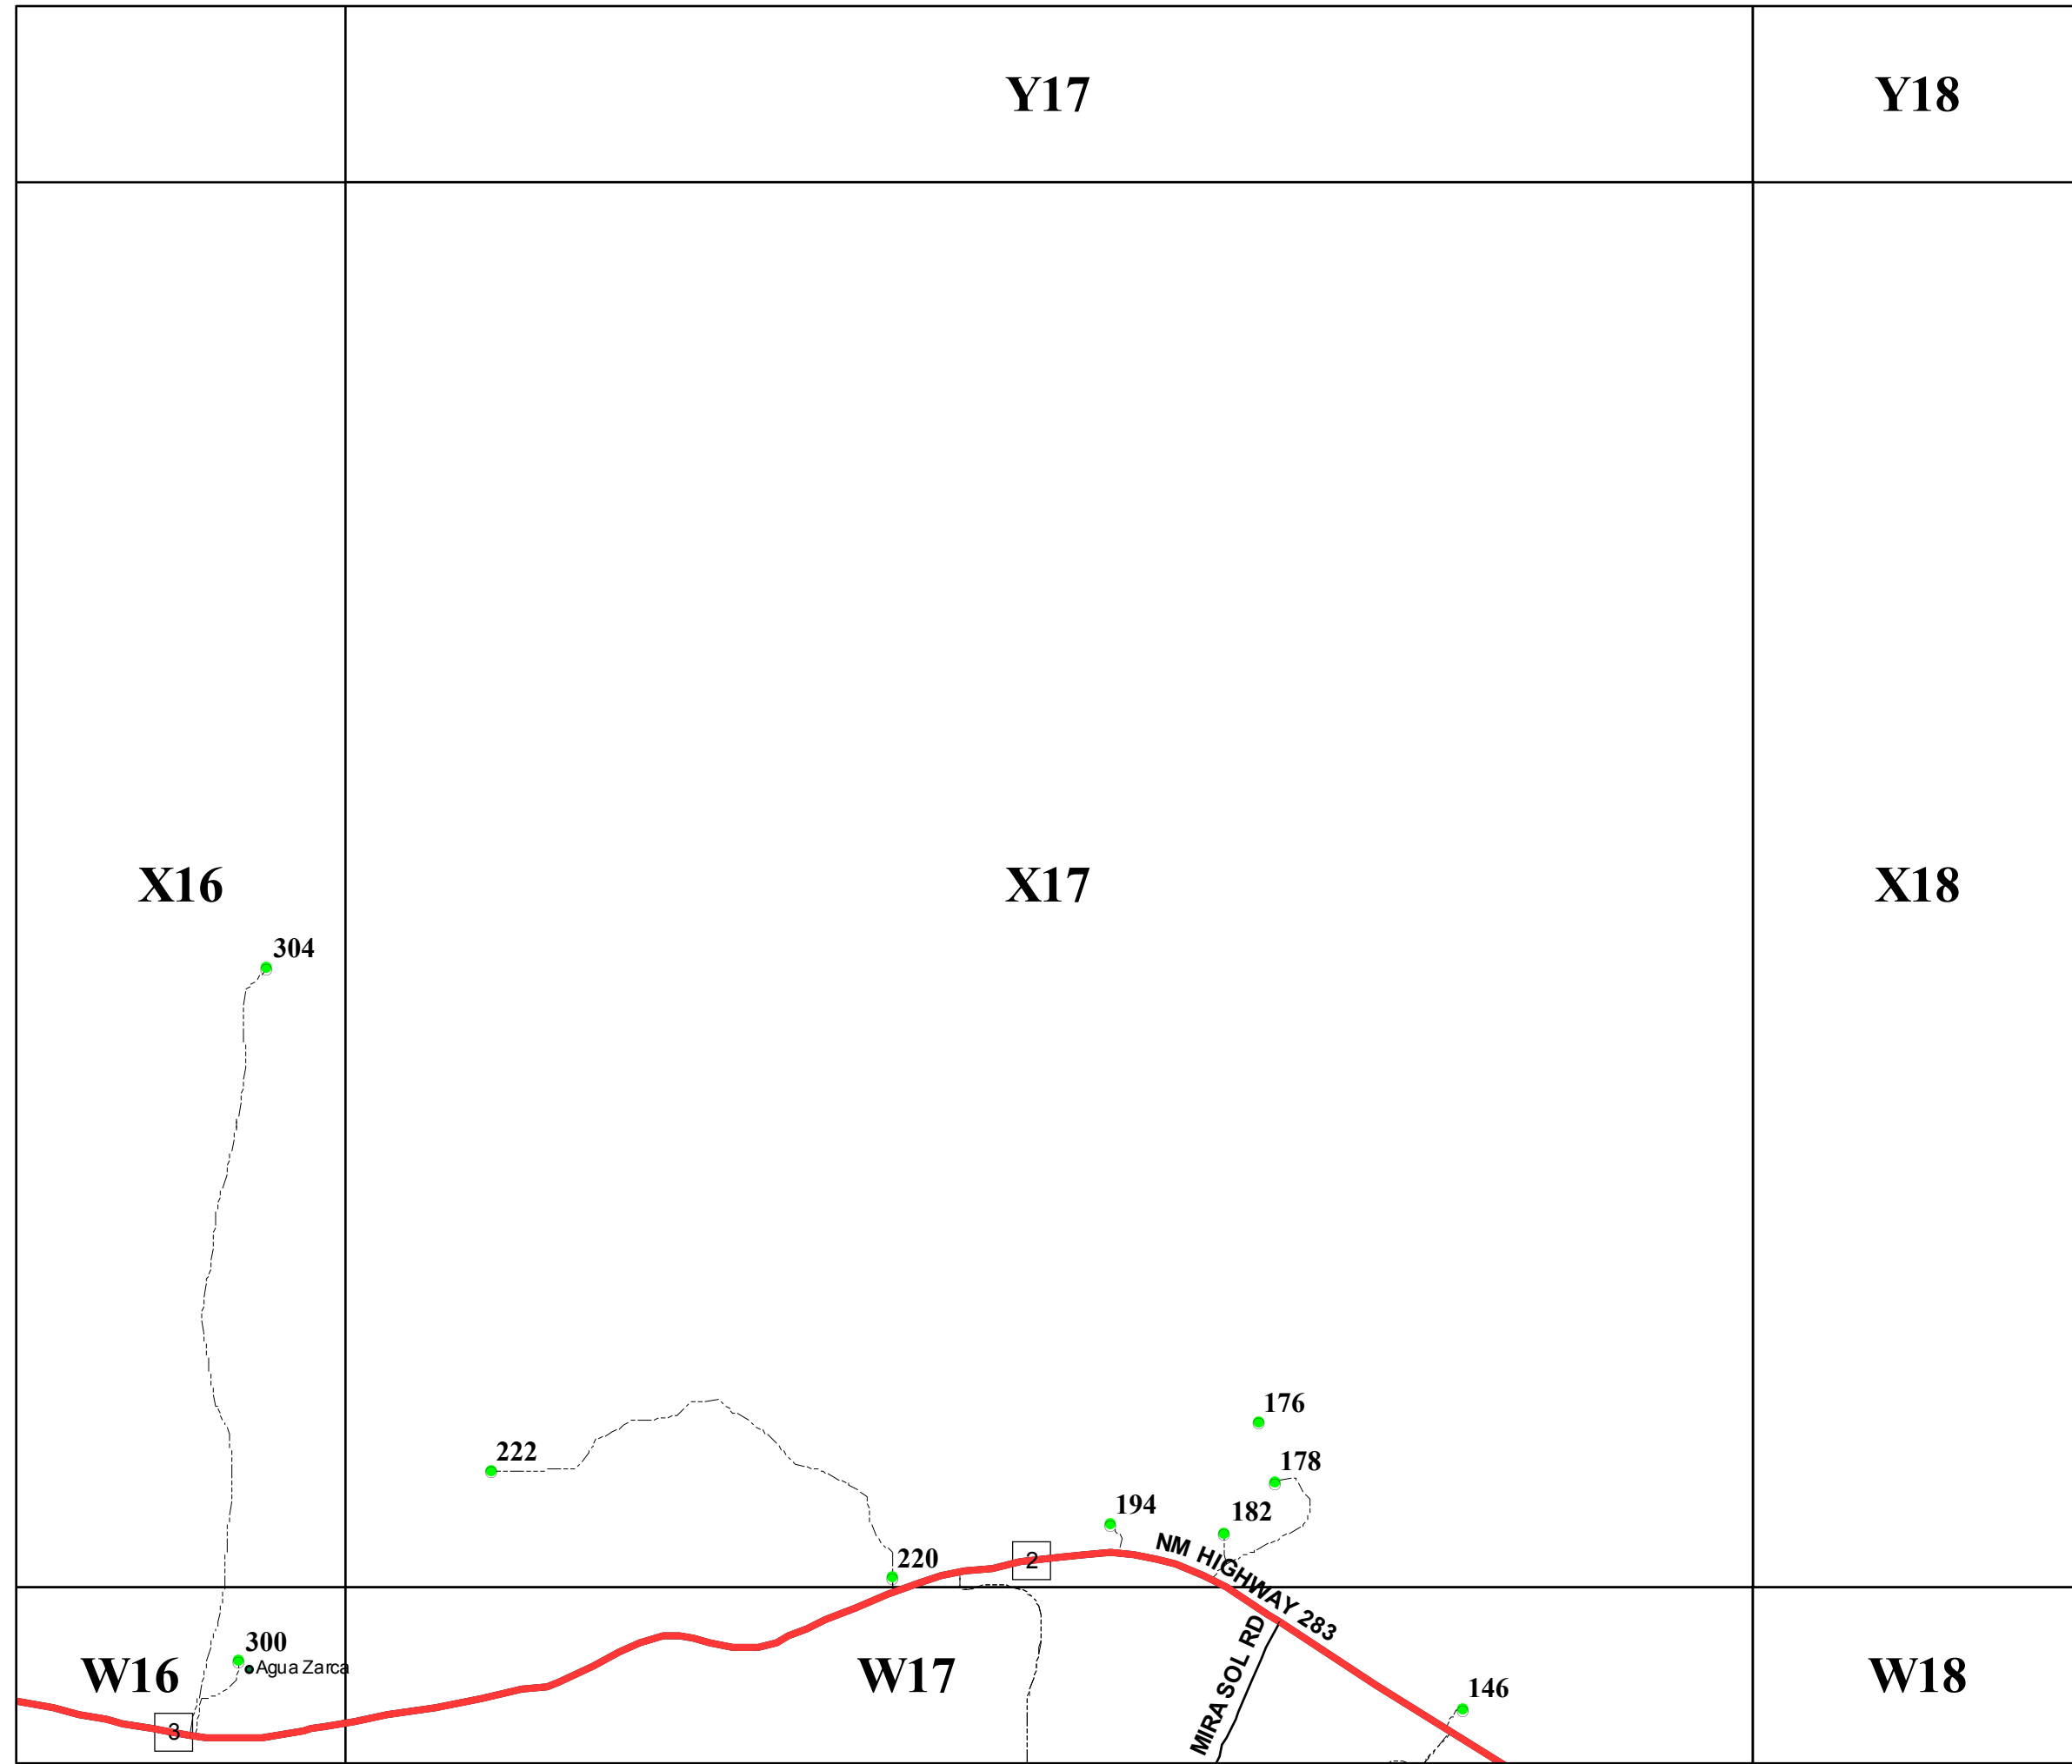 Y17
Y18
X16
X17
X18
304
176
222
178
194
182
220
2
NM HIGHWAY 283
300
Agua Zarca
MIRASOL RD
W16
W17
W18
146
3